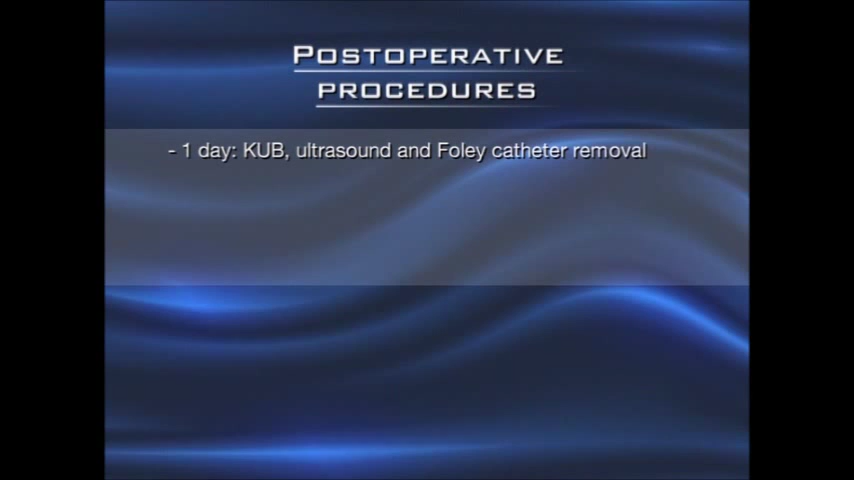 POSTOPERATIVE
PROCEDURES
- 1 day: KUB, ultrasound and Foley catheter removal